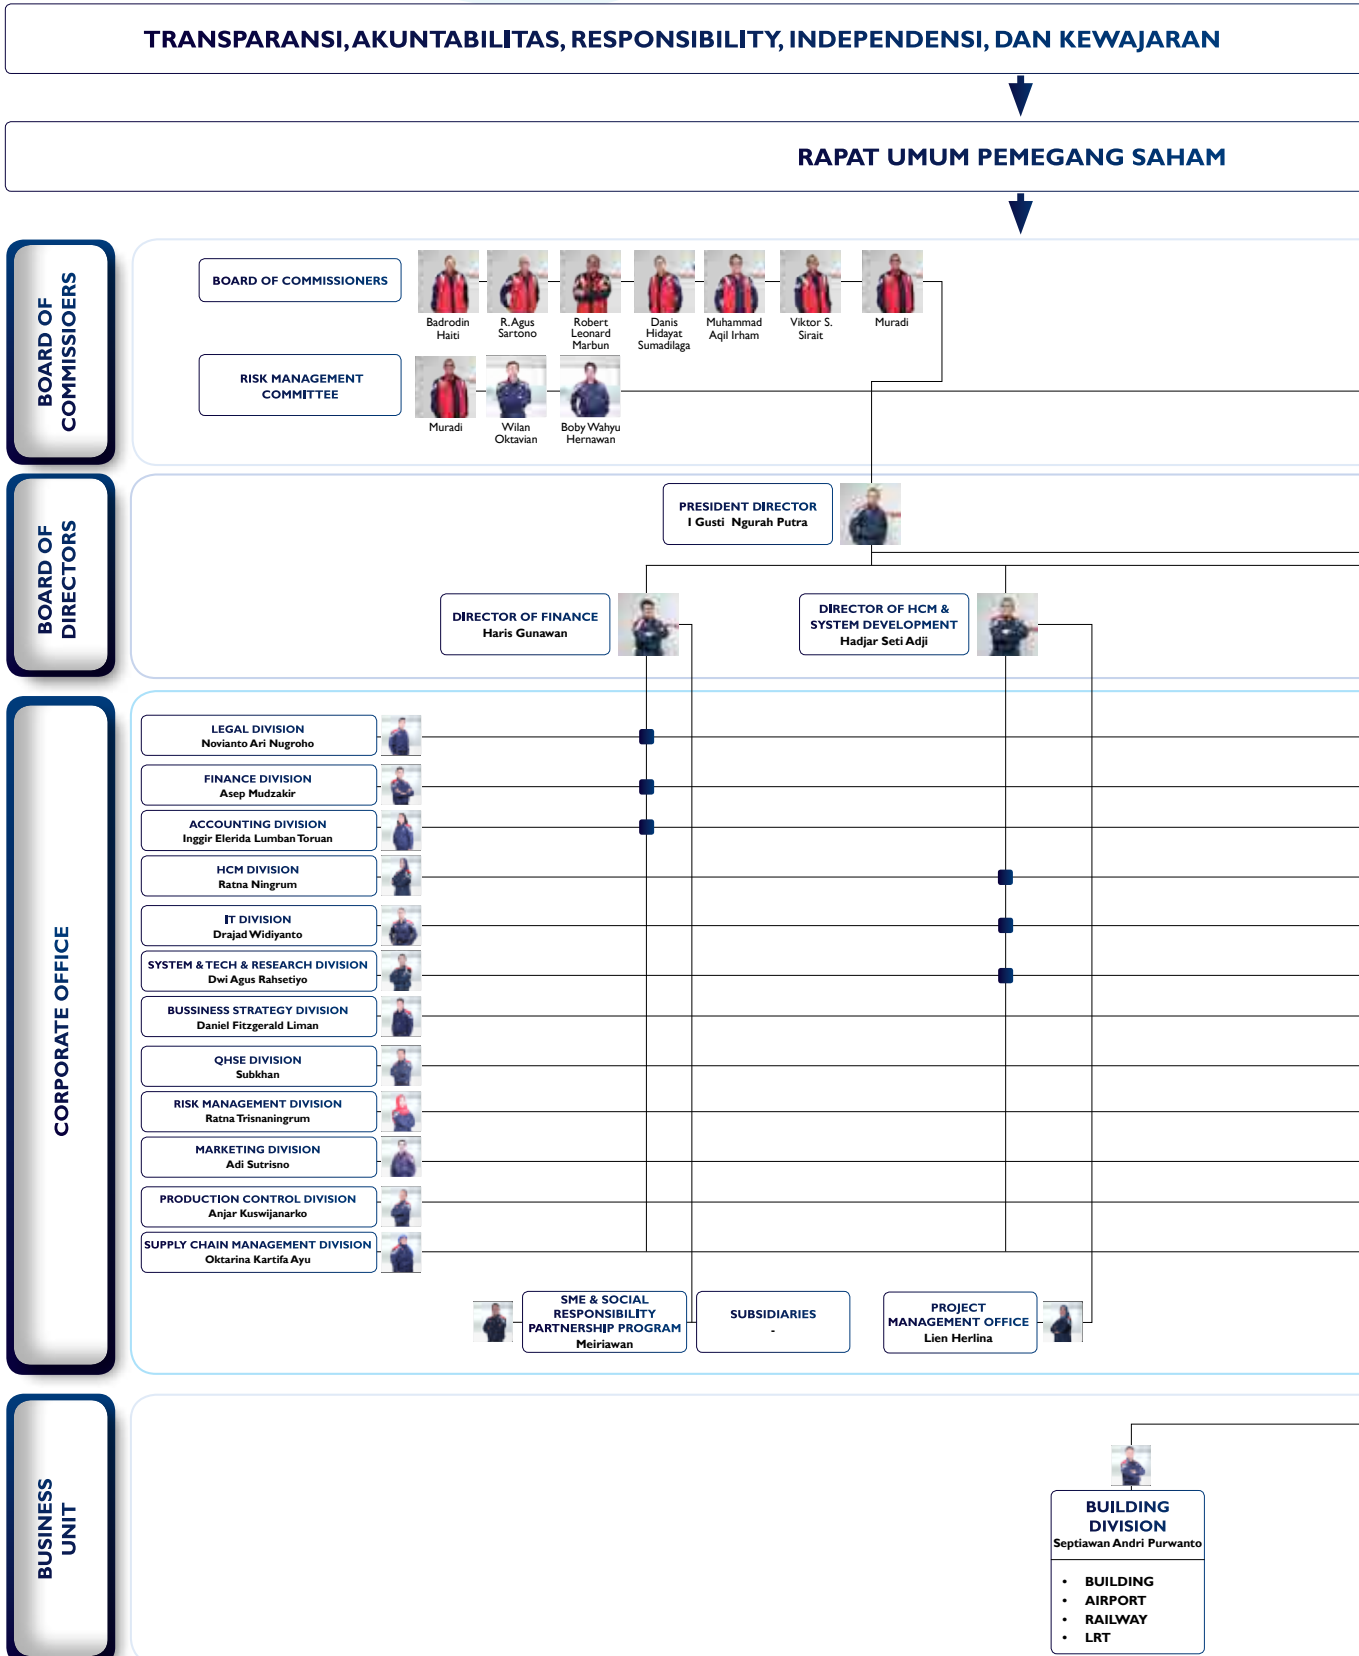 TRANSPARANSI, AKUNTABILITAS, RESPONSIBILITY, INDEPENDENSI, DAN KEWAJARAN
RAPAT UMUM PEMEGANG SAHAM
BOARD OF
COMMISSIOERS
BOARD OF COMMISSIONERS
Badrodin
Haiti
R. Agus
Sartono
Robert
Leonard
Marbun
Danis
Hidayat
Sumadilaga
Muhammad
Aqil Irham
Viktor S.
Sirait
Muradi
RISK MANAGEMENT
COMMITTEE
Muradi
Wilan
Oktavian
Boby Wahyu
Hernawan
BOARD OF
DIRECTORS
PRESIDENT DIRECTOR
I Gusti Ngurah Putra
DIRECTOR OF FINANCE
Haris Gunawan
DIRECTOR OF HCM &
SYSTEM DEVELOPMENT
Hadjar Seti Adji
CORPORATE OFFICE
LEGAL DIVISION
Novianto Ari Nugroho
FINANCE DIVISION
Asep Mudzakir
ACCOUNTING DIVISION
Inggir Elerida Lumban Toruan
HCM DIVISION
Ratna Ningrum
IT DIVISION
Drajad Widiyanto
SYSTEM & TECH & RESEARCH DIVISION
Dwi Agus Rahsetiyo
BUSSINESS STRATEGY DIVISION
Daniel Fitzgerald Liman
QHSE DIVISION
Subkhan
RISK MANAGEMENT DIVISION
Ratna Trisnaningrum
MARKETING DIVISION
Adi Sutrisno
PRODUCTION CONTROL DIVISION
Anjar Kuswijanarko
SUPPLY CHAIN MANAGEMENT DIVISION
Oktarina Kartifa Ayu
SME & SOCIAL
RESPONSIBILITY
PARTNERSHIP PROGRAM
Meiriawan
SUBSIDIARIES
-
PROJECT
MANAGEMENT OFFICE
Lien Herlina
BUSINESS
UNIT
BUILDING
DIVISION
Septiawan Andri Purwanto
• BUILDING
• AIRPORT
• RAILWAY
• LRT